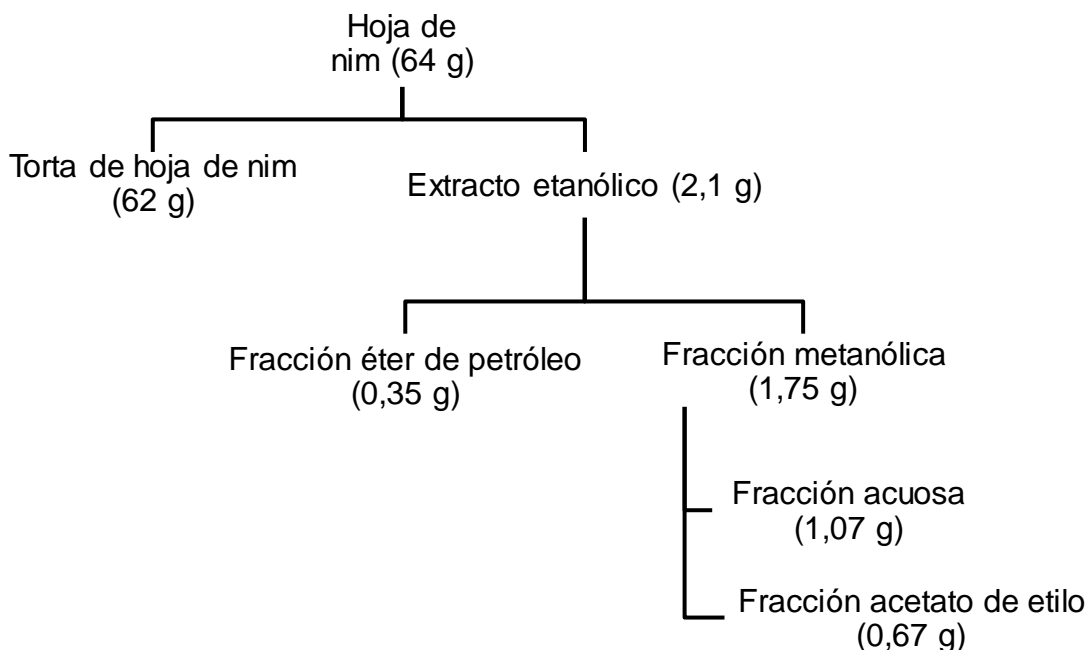 Hoja de
nim (64 g)
Torta de hoja de nim
(62 g)
Extracto etanólico (2,1 g)
Fracción éter de petróleo
(0,35 g)
Fracción metanólica
(1,75 g)
Fracción acuosa
(1,07 g)
Fracción acetato de etilo
(0,67 g)